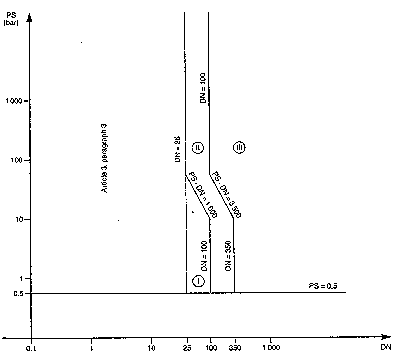 PS
(bar)
1000
100
10
1
0.5
Article 3, paragraph 3
DN = 25
DN = 100
II
III
PS . DN = 1 000
PS . DN = 3 500
DN = 100
DN = 350
I
PS = 0.5
0.1
1
10
25
100
350
1 000
DN